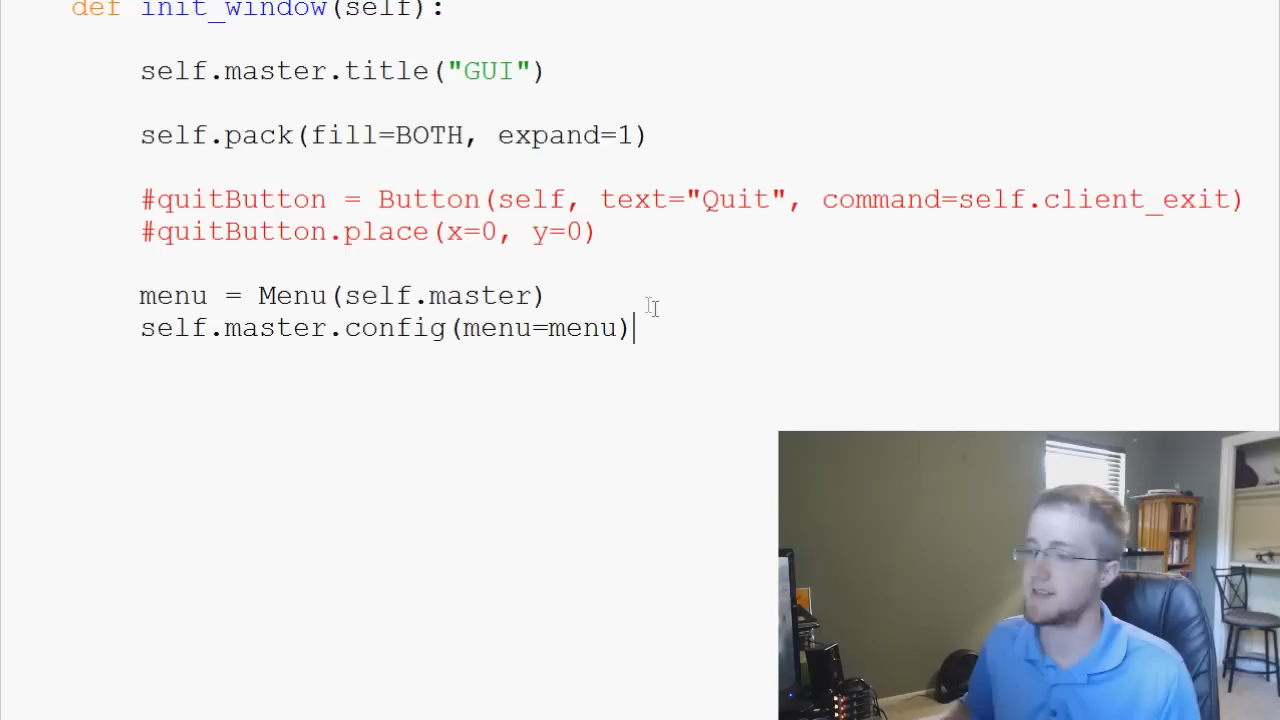 def init_window(self):
self.master.title("GUI")
self.pack(fill=BOTH, expand=1)
#quitButton = Button(self, text="Quit", command=self.client_exit)
#quitButton.place(x=0, y=0)
menu = Menu(self.master)
self.master.config(menu=menu)